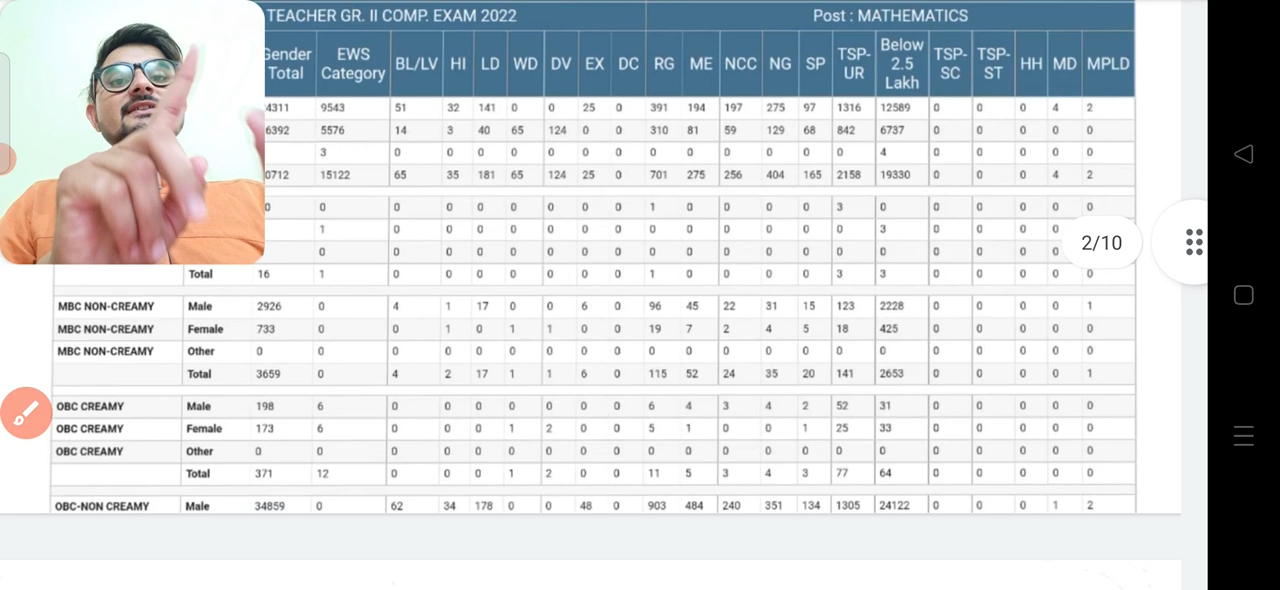 TEACHER GR. II COMP. EXAM 2022 Post : MATHEMATICS
Gender Total EWS Category BL/LV HI LD WD DV EX DC RG ME NCC NG SP TSP-UR Below 2.5 Lakh TSP-SC TSP-ST HH MD MPLD
4311 9543 51 32 141 0 0 25 0 391 194 197 275 97 1316 12589 0 0 0 4 2
6392 5576 14 3 40 65 124 0 0 310 81 59 129 68 842 6737 0 0 0 0 0
3 0 0 0 0 0 0 0 0 0 0 0 0 0 4 0 0 0 0 0
0712 15122 65 35 181 65 124 25 0 701 275 256 404 165 2158 19330 0 0 0 4 2
0 0 0 0 0 0 0 0 0 1 0 0 0 0 3 0 0 0 0 0 0
1 0 0 0 0 0 0 0 0 0 0 0 0 0 3 0 0 0 0
0 0 0 0 0 0 0 0 0 0 0 0 0 0 0 0 0 0
Total 16 1 0 0 0 0 0 0 0 1 0 0 0 0 3 3 0 0 0 0 0
2/10
MBC NON-CREAMY Male 2926 0 4 1 17 0 0 6 0 96 45 22 31 15 123 2228 0 0 0 0 1
MBC NON-CREAMY Female 733 0 0 1 0 1 1 0 0 19 7 2 4 5 18 425 0 0 0 0 0
MBC NON-CREAMY Other 0 0 0 0 0 0 0 0 0 0 0 0 0 0 0 0 0 0 0 0 0
Total 3659 0 4 2 17 1 1 6 0 115 52 24 35 20 141 2653 0 0 0 0 1
OBC CREAMY Male 198 6 0 0 0 0 0 0 0 6 4 3 4 2 52 31 0 0 0 0 0
OBC CREAMY Female 173 6 0 0 0 1 2 0 0 5 1 0 0 1 25 33 0 0 0 0 0
OBC CREAMY Other 0 0 0 0 0 0 0 0 0 0 0 0 0 0 0 0 0 0 0 0 0
Total 371 12 0 0 0 1 2 0 0 11 5 3 4 3 77 64 0 0 0 0 0
OBC-NON CREAMY Male 34859 0 62 34 178 0 0 48 0 903 484 240 351 134 1305 24122 0 0 0 1 2